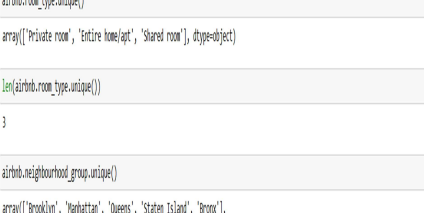 airbnb.room_type.unique()
array(['Private room', 'Entire home/apt', 'Shared room'], dtype=object)
len(airbnb.room_type.unique())
3
airbnb.neighbourhood_group.unique()
array(['Brooklyn', 'Manhattan', 'Queens', 'Staten Island', 'Bronx'],